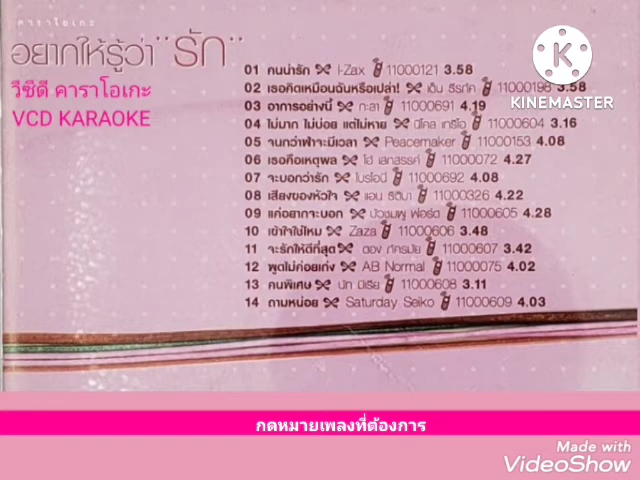 คาราโอเกะ
อยากให้รู้ว่า "รัก"
วีซีดี คาราโอเกะ
VCD KARAOKE
01 คนน่ารัก I-Zax 11000121 3.58
02 เธอคิดเหมือนฉันหรือเปล่า! เด็บ ธีรภัค 11000198 3.58
03 อาการอย่างนี้ กะลา 11000691 4.19
04 ไม่มาก ไม่บ่อย แต่ไม่หาย นีโคล เทริโอ 11000604 3.16
05 จนกว่าฟ้าจะมีเวลา Peacemaker 11000153 4.08
06 เธอคือเหตุผล โอ๋ เสกสรรค์ 11000072 4.27
07 จะบอกว่ารัก ไบรโอนี่ 11000692 4.08
08 เสียงของหัวใจ แอน ธิติมา 11000326 4.22
09 แค่อยากจะบอก บัวชมพู ฟอร์ด 11000605 4.28
10 เข้าใจใช่ไหม Zaza 11000606 3.48
11 จะรักให้ดีที่สุด ตอง ภัครมัย 11000607 3.42
12 พูดไม่ค่อยเก่ง AB Normal 11000075 4.02
13 คนพิเศษ นัท มีเรีย 11000608 3.11
14 ถามหน่อย Saturday Seiko 11000609 4.03
K
KINEMASTER
กดหมายเพลงที่ต้องการ
Made with
VideoShow